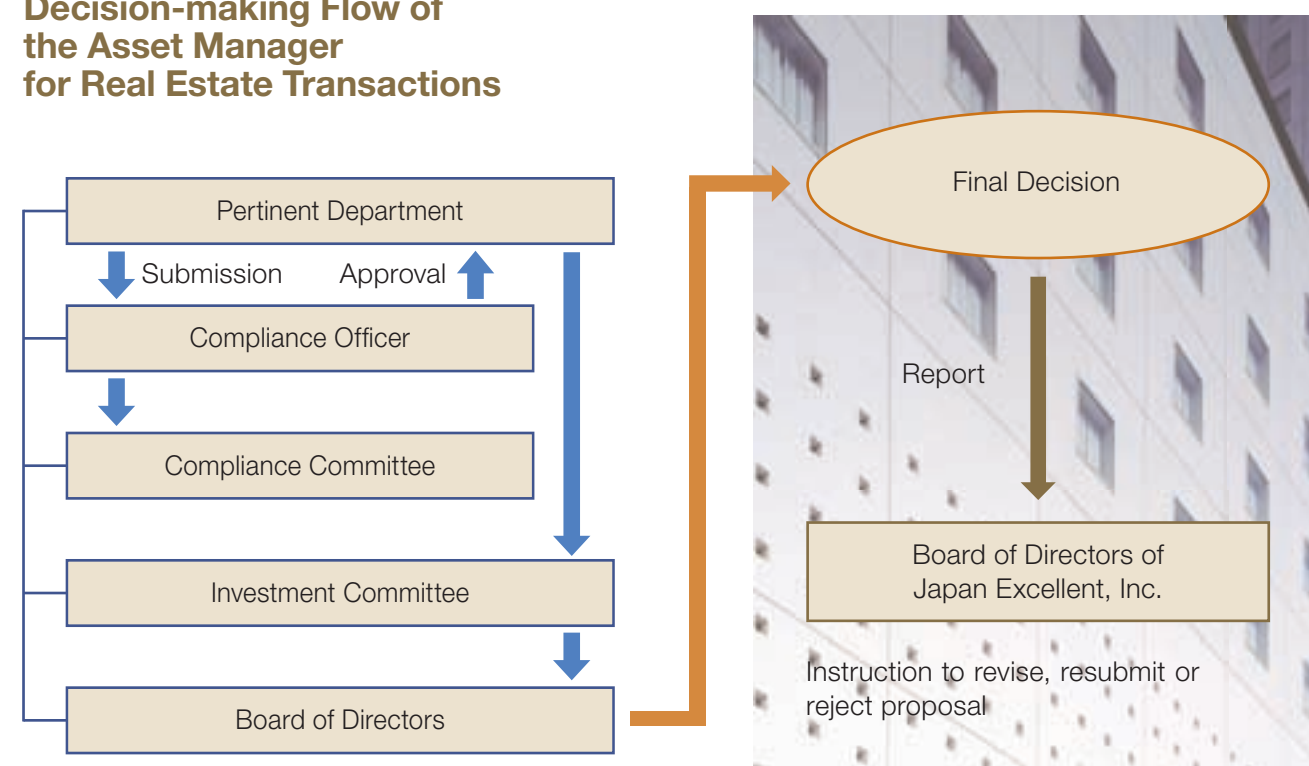 Decision-making Flow of
the Asset Manager
for Real Estate Transactions
Pertinent Department
Submission
Approval
Compliance Officer
Compliance Committee
Investment Committee
Board of Directors
Final Decision
Report
Board of Directors of
Japan Excellent, Inc.
Instruction to revise, resubmit or
reject proposal